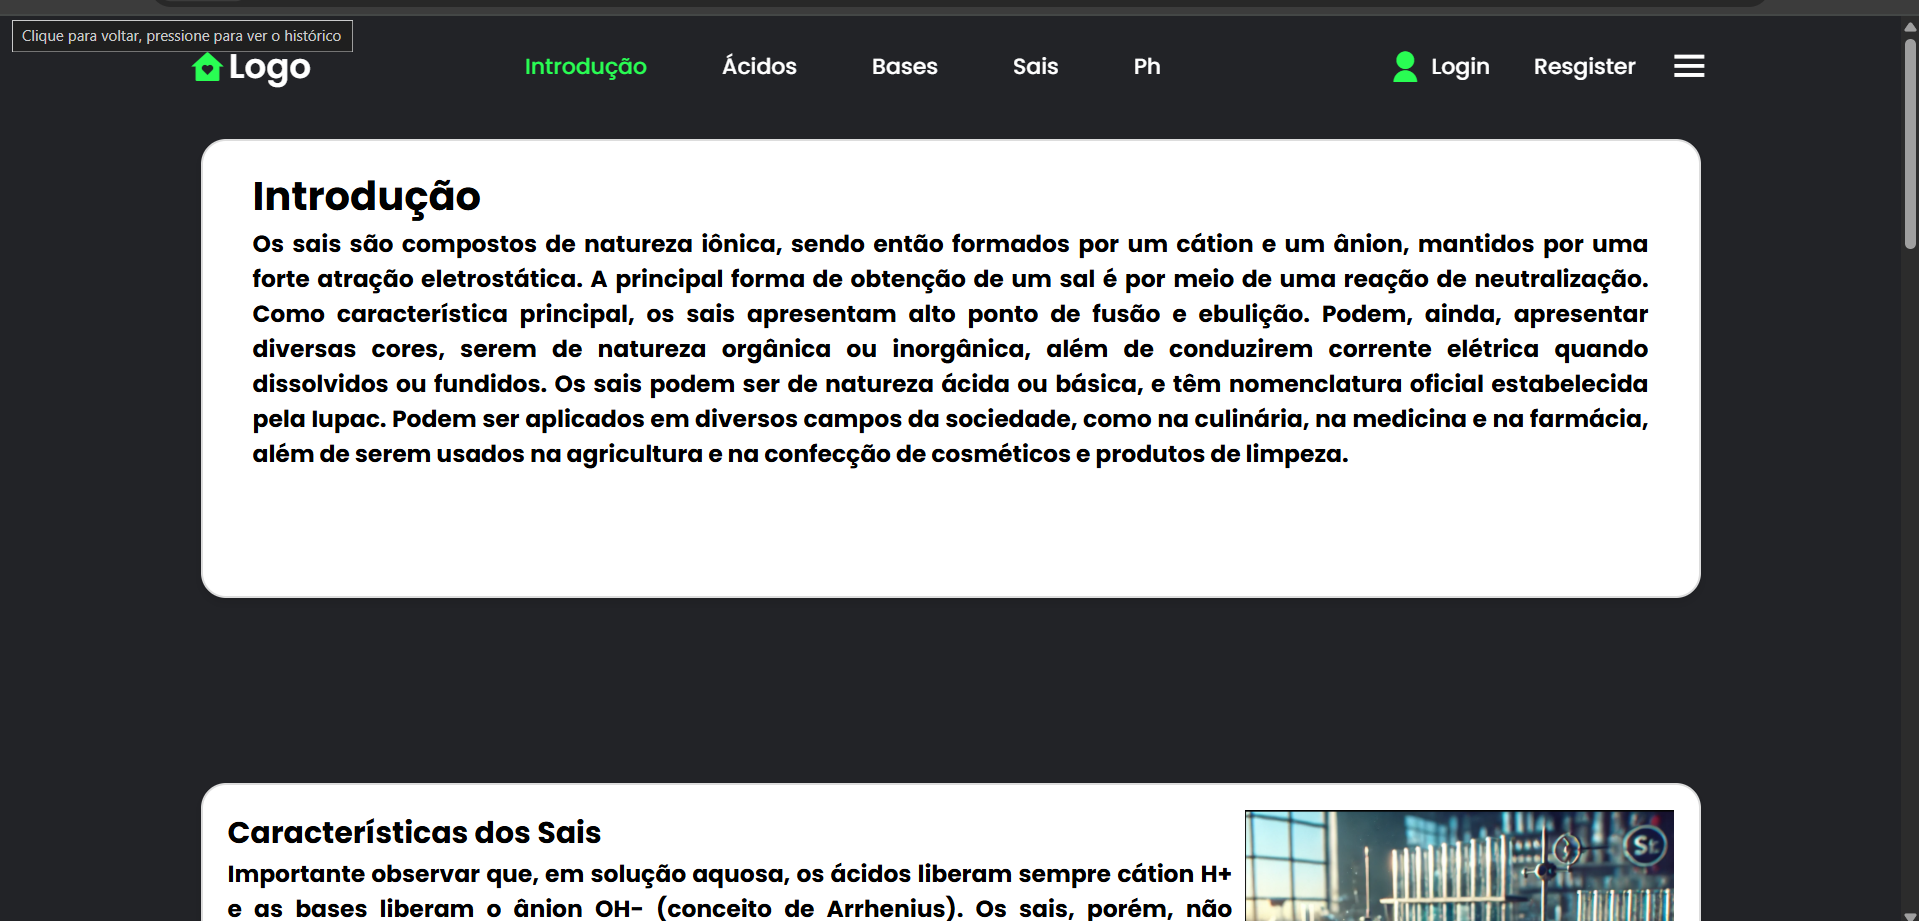 Clique para voltar, pressione para ver o histórico
Logo
Introdução
Ácidos
Bases
Sais
Ph
Login
Resgister
Introdução
Os sais são compostos de natureza iônica, sendo então formados por um cátion e um ânion, mantidos por uma
forte atração eletrostática. A principal forma de obtenção de um sal é por meio de uma reação de neutralização.
Como característica principal, os sais apresentam alto ponto de fusão e ebulição. Podem, ainda, apresentar
diversas cores, serem de natureza orgânica ou inorgânica, além de conduzirem corrente elétrica quando
dissolvidos ou fundidos. Os sais podem ser de natureza ácida ou básica, e têm nomenclatura oficial estabelecida
pela Iupac. Podem ser aplicados em diversos campos da sociedade, como na culinária, na medicina e na farmácia,
além de serem usados na agricultura e na confecção de cosméticos e produtos de limpeza.
Características dos Sais
Importante observar que, em solução aquosa, os ácidos liberam sempre cátion H+
e as bases liberam o ânion OH- (conceito de Arrhenius). Os sais, porém, não